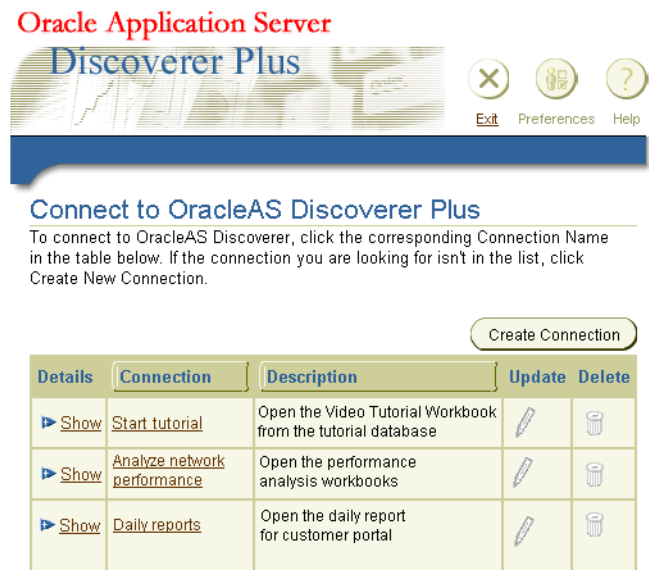 Oracle Application Server
Discoverer Plus
Exit
Preferences
Help
Connect to OracleAS Discoverer Plus
To connect to OracleAS Discoverer, click the corresponding Connection Name
in the table below. If the connection you are looking for isn't in the list, click
Create New Connection.
Create Connection
Details Connection Description Update Delete
Show Start tutorial Open the Video Tutorial Workbook
from the tutorial database
Show Analyze network Open the performance
performance analysis workbooks
Show Daily reports Open the daily report
for customer portal